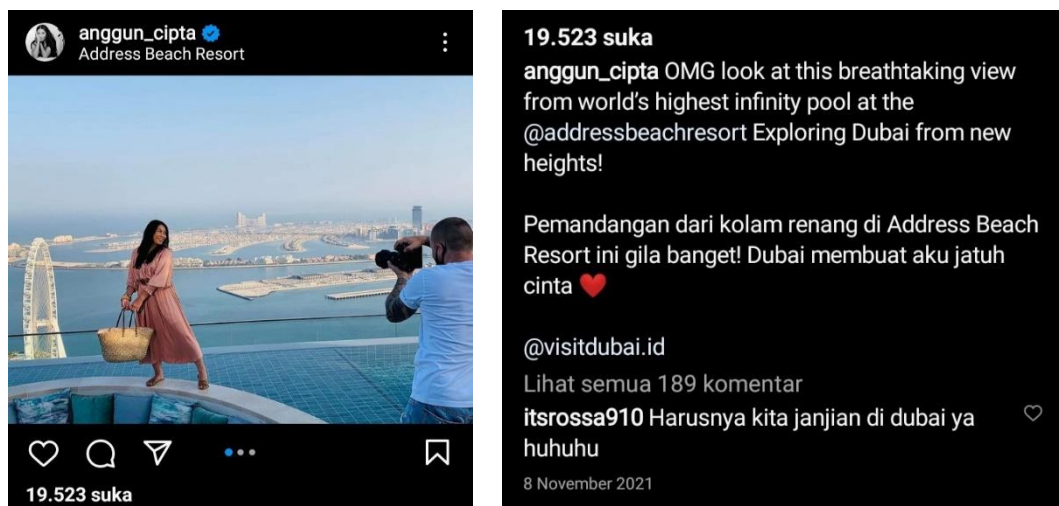 anggun_cipta
Address Beach Resort
19.523 suka
19.523 suka
anggun_cipta OMG look at this breathtaking view
from world's highest infinity pool at the
@addressbeachresort Exploring Dubai from new
heights!
Pemandangan dari kolam renang di Address Beach
Resort ini gila banget! Dubai membuat aku jatuh
cinta ❤️
@visitdubai.id
Lihat semua 189 komentar
itsrossa910 Harusnya kita janjian di dubai ya
huhuhu
8 November 2021